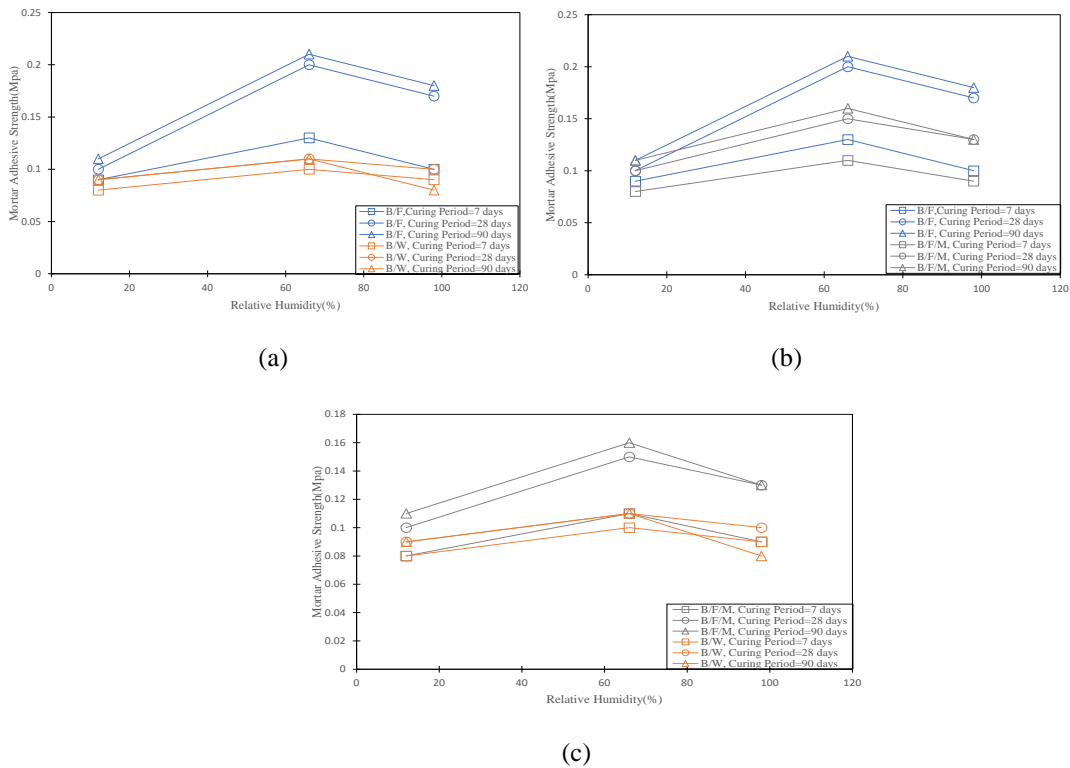 0.25
0.2
0.15
0.1
0.05
0
Mortar Adhesive Strength(Mpa)
0 20 40 60 80 100 120
Relative Humidity(%)
B/F,Curing Period=7 days
B/F, Curing Period=28 days
B/F, Curing Period=90 days
B/W, Curing Period=7 days
B/W, Curing Period=28 days
B/W, Curing Period=90 days
(a)
0.25
0.2
0.15
0.1
0.05
0
Mortar Adhesive Strength(Mpa)
0 20 40 60 80 100 120
Relative Humidity(%)
B/F,Curing Period=7 days
B/F, Curing Period=28 days
B/F, Curing Period=90 days
B/F/M, Curing Period=7 days
B/F/M, Curing Period=28 days
B/F/M, Curing Period=90 days
(b)
0.18
0.16
0.14
0.12
0.1
0.08
0.06
0.04
0.02
0
Mortar Adhesive Strength(Mpa)
0 20 40 60 80 100 120
Relative Humidity(%)
B/F/M, Curing Period=7 days
B/F/M, Curing Period=28 days
B/F/M, Curing Period=90 days
B/W, Curing Period=7 days
B/W, Curing Period=28 days
B/W, Curing Period=90 days
(c)